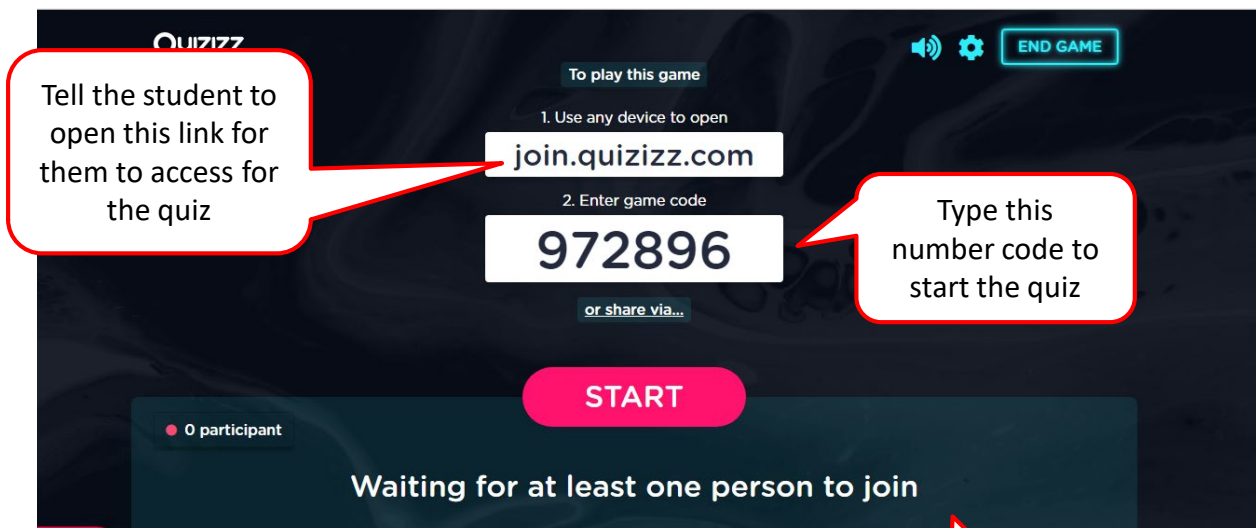 Quizizz
END GAME
To play this game
Tell the student to
open this link for
them to access for
the quiz
1. Use any device to open
join.quizizz.com
2. Enter game code
972896
Type this
number code to
start the quiz
or share via...
START
0 participant
Waiting for at least one person to join